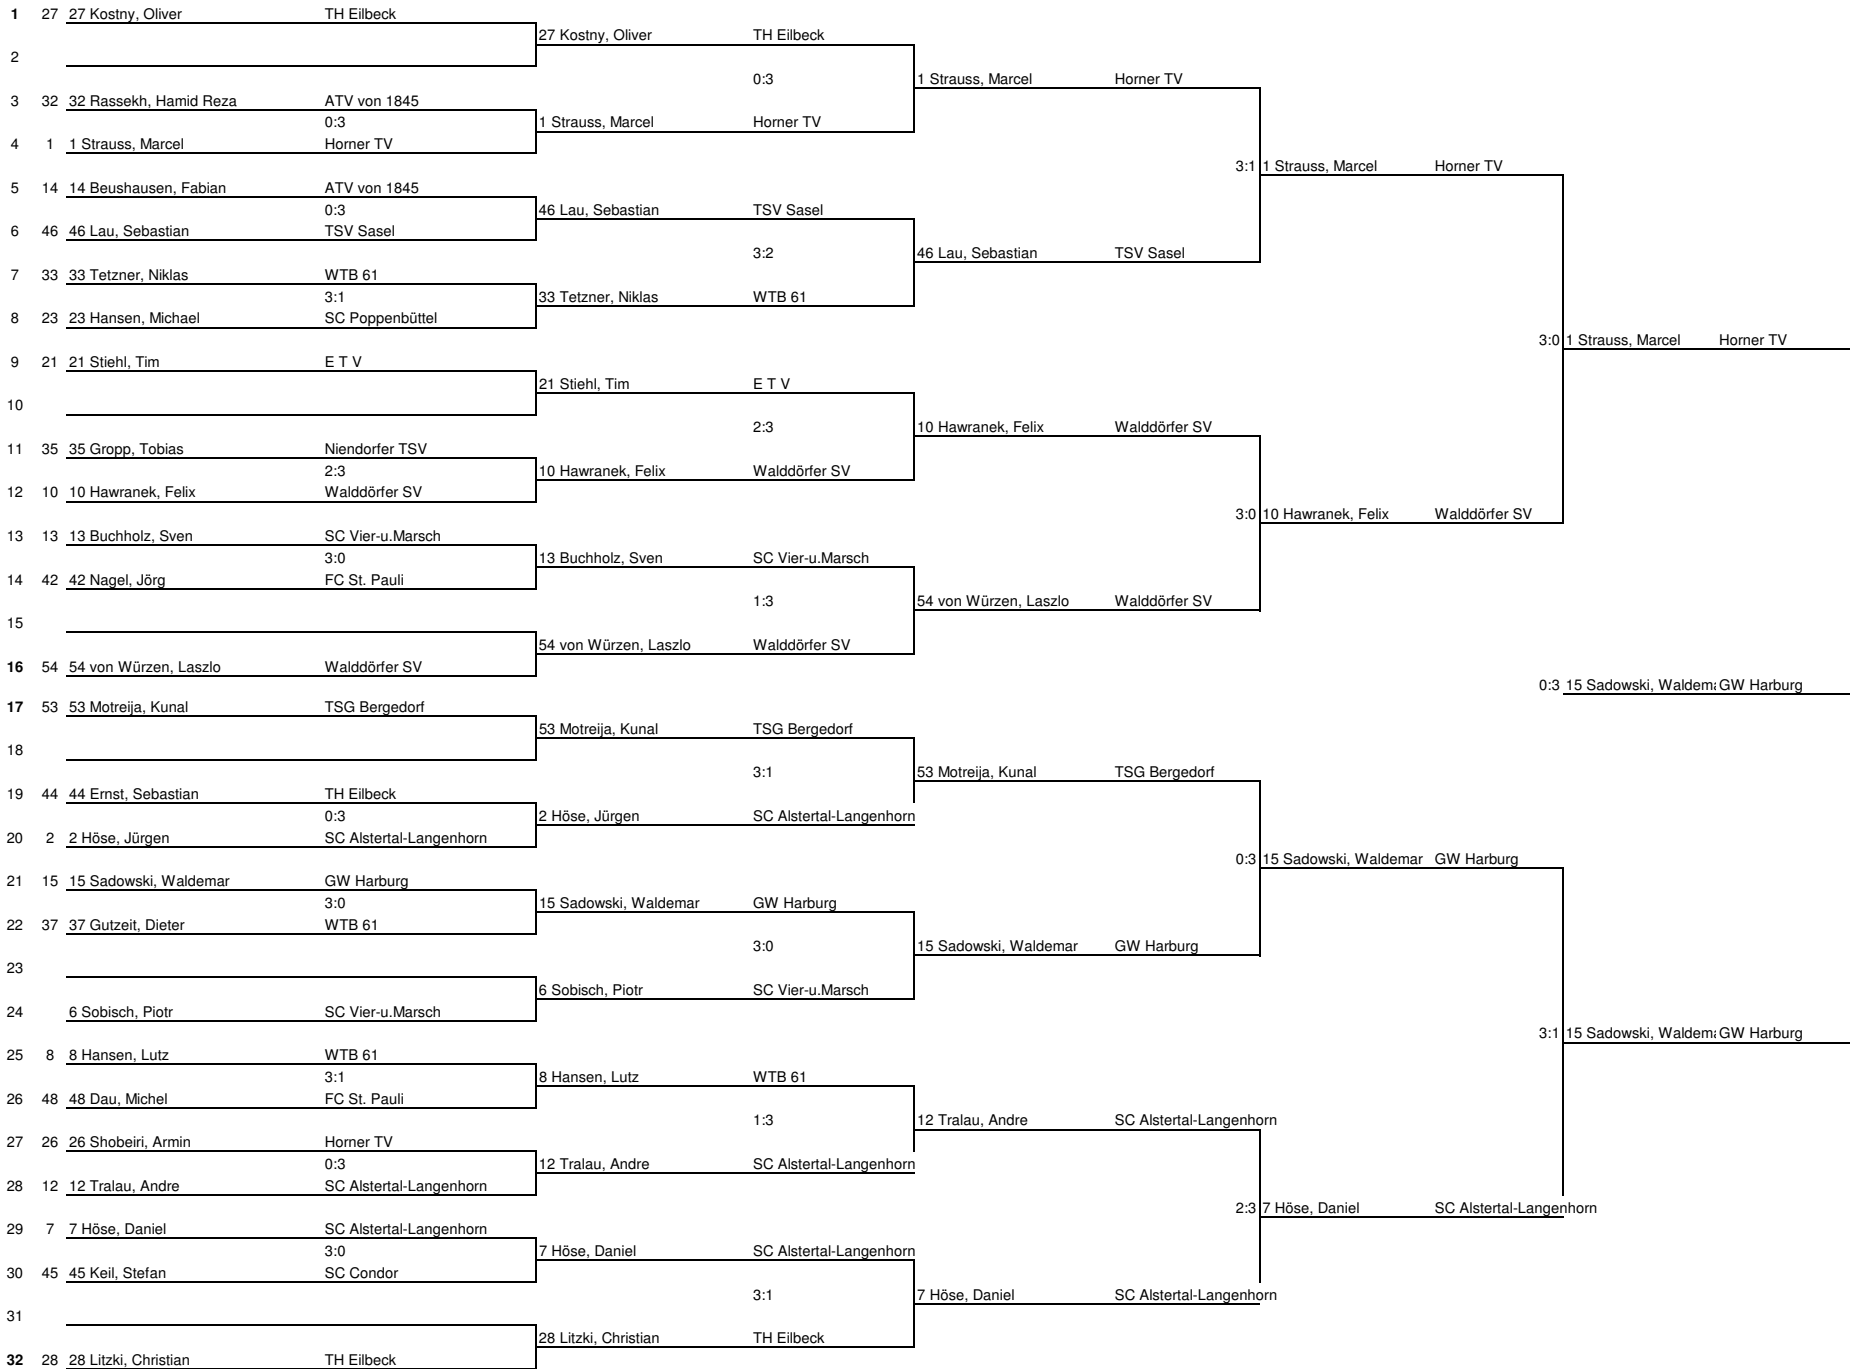 1 27 27 Kostny, Oliver TH Eilbeck
27 Kostny, Oliver TH Eilbeck
2
0:3 1 Strauss, Marcel Horner TV
3 32 32 Rassekh, Hamid Reza ATV von 1845
0:3 1 Strauss, Marcel Horner TV
4 1 1 Strauss, Marcel Horner TV
3:1 1 Strauss, Marcel Horner TV
5 14 14 Beushausen, Fabian ATV von 1845
0:3 46 Lau, Sebastian TSV Sasel
6 46 46 Lau, Sebastian TSV Sasel
3:2 46 Lau, Sebastian TSV Sasel
7 33 33 Tetzner, Niklas WTB 61
3:1 33 Tetzner, Niklas WTB 61
8 23 23 Hansen, Michael SC Poppenbüttel
3:0 1 Strauss, Marcel Horner TV
9 21 21 Stiehl, Tim E T V
21 Stiehl, Tim E T V
10
2:3 10 Hawranek, Felix Walddörfer SV
11 35 35 Gropp, Tobias Niendorfer TSV
2:3 10 Hawranek, Felix Walddörfer SV
12 10 10 Hawranek, Felix Walddörfer SV
3:0 10 Hawranek, Felix Walddörfer SV
13 13 13 Buchholz, Sven SC Vier-u.Marsch
3:0 13 Buchholz, Sven SC Vier-u.Marsch
14 42 42 Nagel, Jörg FC St. Pauli
1:3 54 von Würzen, Laszlo Walddörfer SV
15
54 von Würzen, Laszlo Walddörfer SV
16 54 54 von Würzen, Laszlo Walddörfer SV
0:3 15 Sadowski, Waldem GW Harburg
17 53 53 Motreija, Kunal TSG Bergedorf
53 Motreija, Kunal TSG Bergedorf
18
3:1 53 Motreija, Kunal TSG Bergedorf
19 44 44 Ernst, Sebastian TH Eilbeck
0:3 2 Höse, Jürgen SC Alstertal-Langenhorn
20 2 2 Höse, Jürgen SC Alstertal-Langenhorn
0:3 15 Sadowski, Waldemar GW Harburg
21 15 15 Sadowski, Waldemar GW Harburg
3:0 15 Sadowski, Waldemar GW Harburg
22 37 37 Gutzeit, Dieter WTB 61
3:0 15 Sadowski, Waldemar GW Harburg
23
6 Sobisch, Piotr SC Vier-u.Marsch
24 6 Sobisch, Piotr SC Vier-u.Marsch
3:1 15 Sadowski, Waldem GW Harburg
25 8 8 Hansen, Lutz WTB 61
3:1 8 Hansen, Lutz WTB 61
26 48 48 Dau, Michel FC St. Pauli
1:3 12 Tralau, Andre SC Alstertal-Langenhorn
27 26 26 Shobeiri, Armin Horner TV
0:3 12 Tralau, Andre SC Alstertal-Langenhorn
28 12 12 Tralau, Andre SC Alstertal-Langenhorn
2:3 7 Höse, Daniel SC Alstertal-Langenhorn
29 7 7 Höse, Daniel SC Alstertal-Langenhorn
3:0 7 Höse, Daniel SC Alstertal-Langenhorn
30 45 45 Keil, Stefan SC Condor
3:1 7 Höse, Daniel SC Alstertal-Langenhorn
31
28 Litzki, Christian TH Eilbeck
32 28 28 Litzki, Christian TH Eilbeck